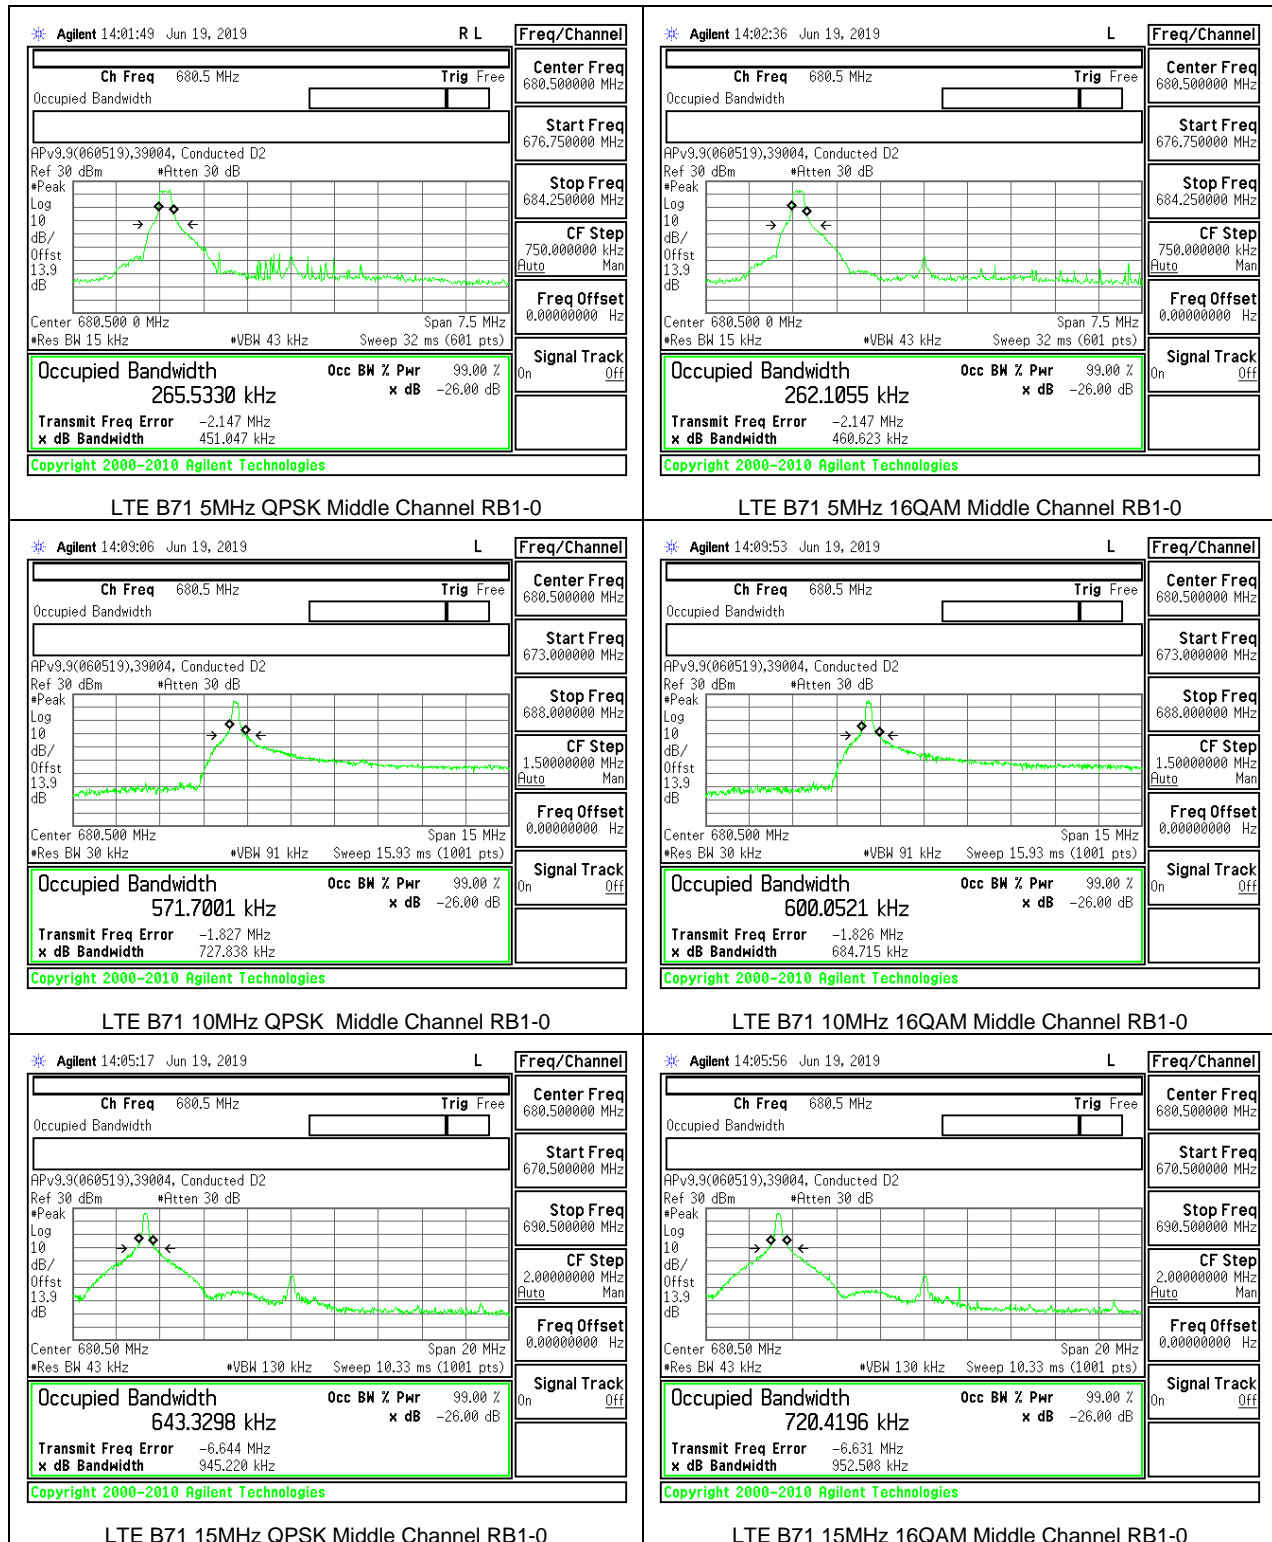 Agilent 14:01:49 Jun 19, 2019 R L
Freq/Channel
Ch Freq 680.5 MHz Trig Free
Occupied Bandwidth
Center Freq
680.500000 MHz
Start Freq
676.750000 MHz
APv9.9(060519),39004, Conducted D2
Ref 30 dBm #Atten 30 dB
#Peak
Log
10
dB/
Offst
13.9
dB
Stop Freq
684.250000 MHz
CF Step
750.000000 kHz
Auto Man
Freq Offset
0.00000000 Hz
Center 680.500 0 MHz Span 7.5 MHz
#Res BW 15 kHz #VBW 43 kHz Sweep 32 ms (601 pts)
Signal Track
On Off
Occupied Bandwidth Occ BW % Pwr 99.00 %
265.5330 kHz x dB -26.00 dB
Transmit Freq Error -2.147 MHz
x dB Bandwidth 451.047 kHz
Copyright 2000-2010 Agilent Technologies
LTE B71 5MHz QPSK Middle Channel RB1-0
Agilent 14:02:36 Jun 19, 2019 L
Freq/Channel
Ch Freq 680.5 MHz Trig Free
Occupied Bandwidth
Center Freq
680.500000 MHz
Start Freq
676.750000 MHz
APv9.9(060519),39004, Conducted D2
Ref 30 dBm #Atten 30 dB
#Peak
Log
10
dB/
Offst
13.9
dB
Stop Freq
684.250000 MHz
CF Step
750.000000 kHz
Auto Man
Freq Offset
0.00000000 Hz
Center 680.500 0 MHz Span 7.5 MHz
#Res BW 15 kHz #VBW 43 kHz Sweep 32 ms (601 pts)
Signal Track
On Off
Occupied Bandwidth Occ BW % Pwr 99.00 %
262.1055 kHz x dB -26.00 dB
Transmit Freq Error -2.147 MHz
x dB Bandwidth 460.623 kHz
Copyright 2000-2010 Agilent Technologies
LTE B71 5MHz 16QAM Middle Channel RB1-0
Agilent 14:09:06 Jun 19, 2019 L
Freq/Channel
Ch Freq 680.5 MHz Trig Free
Occupied Bandwidth
Center Freq
680.500000 MHz
Start Freq
673.000000 MHz
APv9.9(060519),39004, Conducted D2
Ref 30 dBm #Atten 30 dB
#Peak
Log
10
dB/
Offst
13.9
dB
Stop Freq
688.000000 MHz
CF Step
1.50000000 MHz
Auto Man
Freq Offset
0.00000000 Hz
Center 680.500 MHz Span 15 MHz
#Res BW 30 kHz #VBW 91 kHz Sweep 15.93 ms (1001 pts)
Signal Track
On Off
Occupied Bandwidth Occ BW % Pwr 99.00 %
571.7001 kHz x dB -26.00 dB
Transmit Freq Error -1.827 MHz
x dB Bandwidth 727.838 kHz
Copyright 2000-2010 Agilent Technologies
LTE B71 10MHz QPSK Middle Channel RB1-0
Agilent 14:09:53 Jun 19, 2019 L
Freq/Channel
Ch Freq 680.5 MHz Trig Free
Occupied Bandwidth
Center Freq
680.500000 MHz
Start Freq
673.000000 MHz
APv9.9(060519),39004, Conducted D2
Ref 30 dBm #Atten 30 dB
#Peak
Log
10
dB/
Offst
13.9
dB
Stop Freq
688.000000 MHz
CF Step
1.50000000 MHz
Auto Man
Freq Offset
0.00000000 Hz
Center 680.500 MHz Span 15 MHz
#Res BW 30 kHz #VBW 91 kHz Sweep 15.93 ms (1001 pts)
Signal Track
On Off
Occupied Bandwidth Occ BW % Pwr 99.00 %
600.0521 kHz x dB -26.00 dB
Transmit Freq Error -1.826 MHz
x dB Bandwidth 684.715 kHz
Copyright 2000-2010 Agilent Technologies
LTE B71 10MHz 16QAM Middle Channel RB1-0
Agilent 14:05:17 Jun 19, 2019 L
Freq/Channel
Ch Freq 680.5 MHz Trig Free
Occupied Bandwidth
Center Freq
680.500000 MHz
Start Freq
670.500000 MHz
APv9.9(060519),39004, Conducted D2
Ref 30 dBm #Atten 30 dB
#Peak
Log
10
dB/
Offst
13.9
dB
Stop Freq
690.500000 MHz
CF Step
2.00000000 MHz
Auto Man
Freq Offset
0.00000000 Hz
Center 680.50 MHz Span 20 MHz
#Res BW 43 kHz #VBW 130 kHz Sweep 10.33 ms (1001 pts)
Signal Track
On Off
Occupied Bandwidth Occ BW % Pwr 99.00 %
643.3298 kHz x dB -26.00 dB
Transmit Freq Error -6.644 MHz
x dB Bandwidth 945.220 kHz
Copyright 2000-2010 Agilent Technologies
LTE B71 15MHz QPSK Middle Channel RB1-0
Agilent 14:05:56 Jun 19, 2019 L
Freq/Channel
Ch Freq 680.5 MHz Trig Free
Occupied Bandwidth
Center Freq
680.500000 MHz
Start Freq
670.500000 MHz
APv9.9(060519),39004, Conducted D2
Ref 30 dBm #Atten 30 dB
#Peak
Log
10
dB/
Offst
13.9
dB
Stop Freq
690.500000 MHz
CF Step
2.00000000 MHz
Auto Man
Freq Offset
0.00000000 Hz
Center 680.50 MHz Span 20 MHz
#Res BW 43 kHz #VBW 130 kHz Sweep 10.33 ms (1001 pts)
Signal Track
On Off
Occupied Bandwidth Occ BW % Pwr 99.00 %
720.4196 kHz x dB -26.00 dB
Transmit Freq Error -6.631 MHz
x dB Bandwidth 952.508 kHz
Copyright 2000-2010 Agilent Technologies
LTE B71 15MHz 16QAM Middle Channel RB1-0